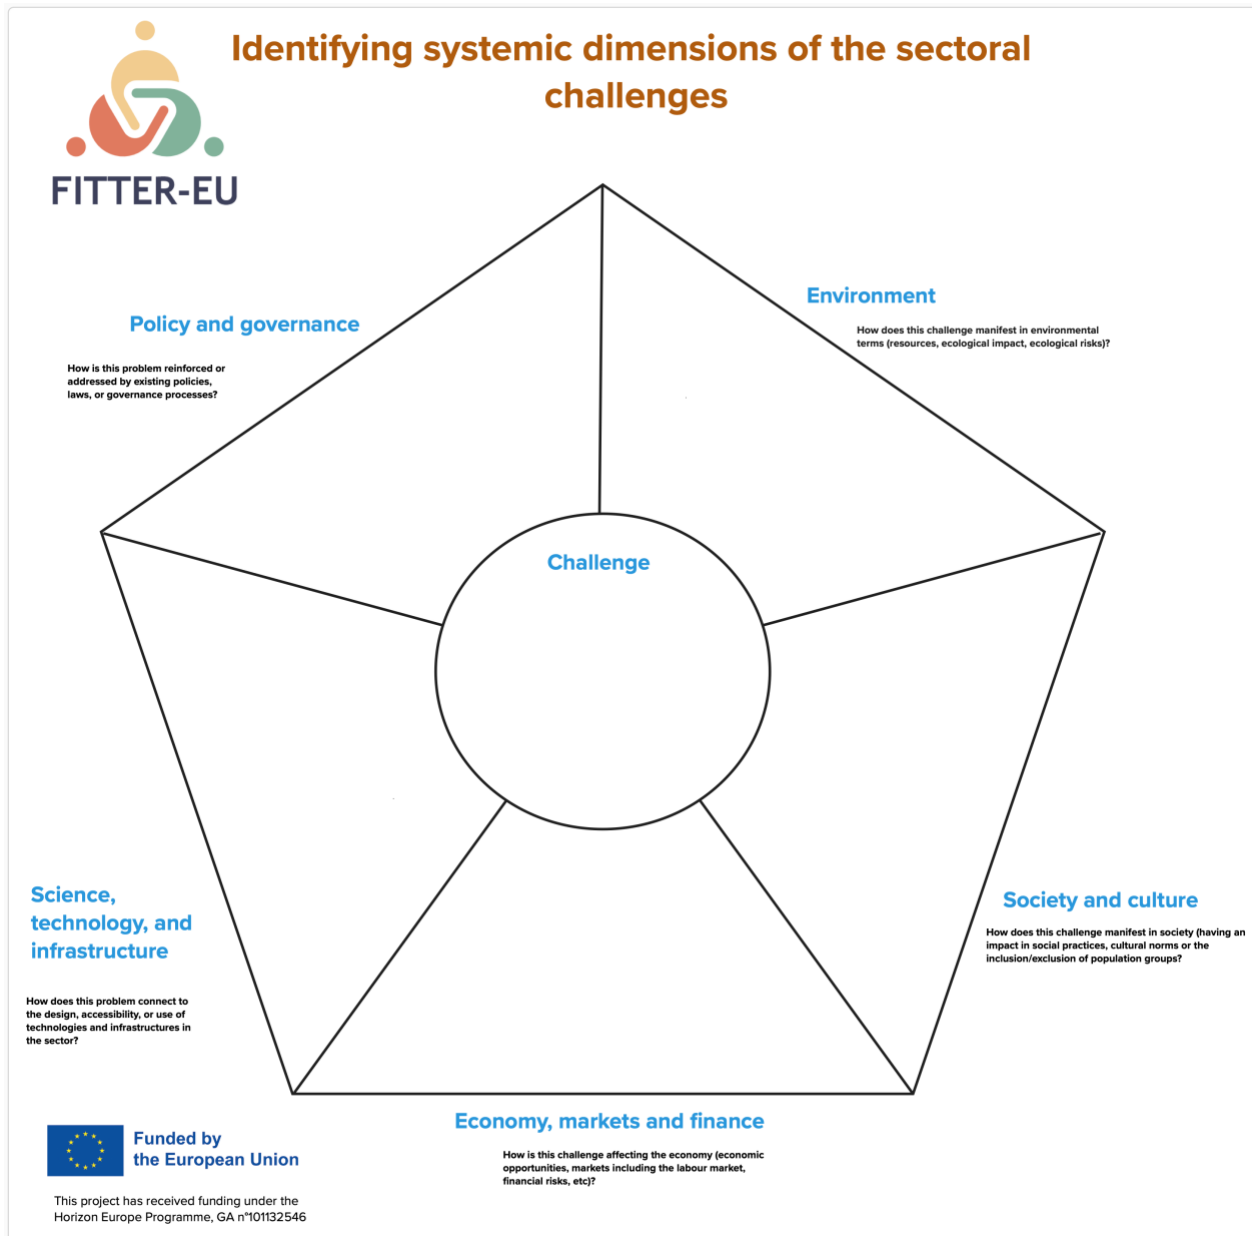 Identifying systemic dimensions of the sectoral
challenges
FITTER-EU
Environment
How does this challenge manifest in environmental
terms (resources, ecological impact, ecological risks)?
Policy and governance
How is this problem reinforced or
addressed by existing policies,
laws, or governance processes?
Challenge
Science,
technology, and
infrastructure
How does this problem connect to
the design, accessibility, or use of
technologies and infrastructures in
the sector?
Society and culture
How does this challenge manifest in society (having an
impact in social practices, cultural norms or the
inclusion/exclusion of population groups?
Economy, markets and finance
How is this challenge affecting the economy (economic
opportunities, markets including the labour market,
financial risks, etc)?
Funded by
the European Union
This project has received funding under the
Horizon Europe Programme, GA n°101132546